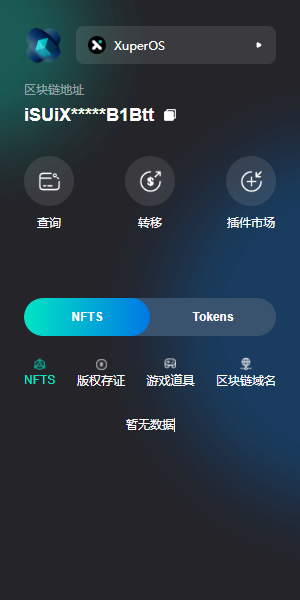 XuperOS
区块链地址
iSUiX*****B1Btt
查询 转移 插件市场
NFTS Tokens
NFTS 版权存证 游戏道具 区块链域名
暂无数据